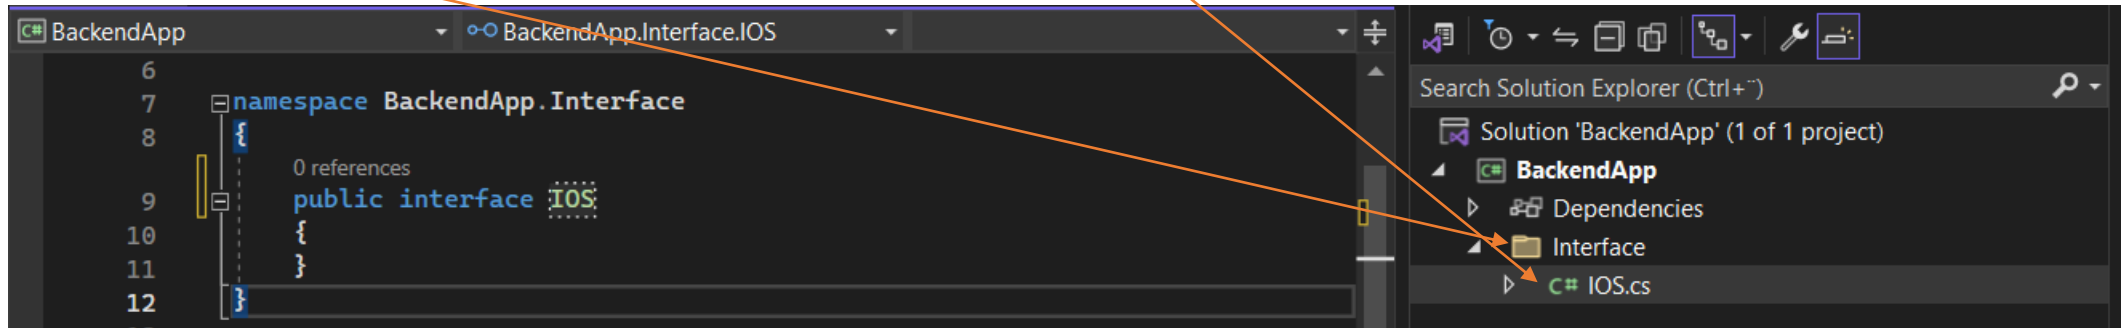 C# BackendApp
BackendApp.Interface.IOS
6
7 namespace BackendApp.Interface
8 {
0 references
9 public interface IOS
10 {
11 }
12 }
Search Solution Explorer (Ctrl+¨)
Solution 'BackendApp' (1 of 1 project)
C# BackendApp
Dependencies
Interface
C# IOS.cs